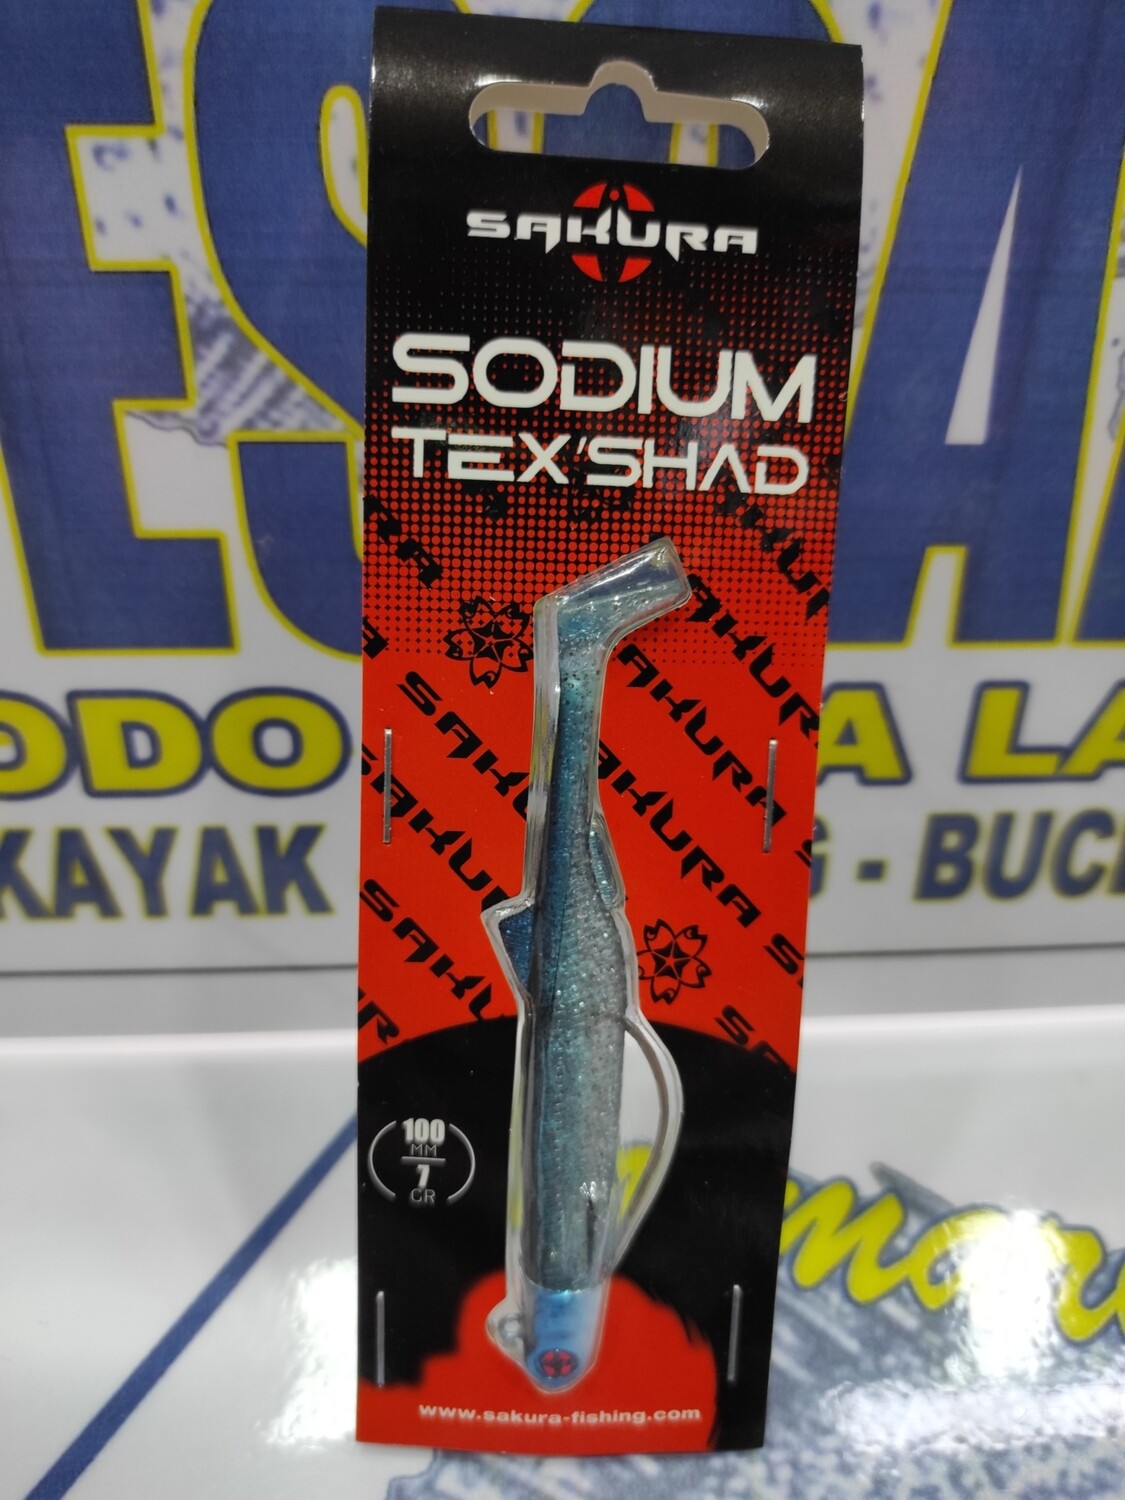 SAKURA
SODIUM
TEX'SHAD
SAKURA
SAKURA
SAKURA
100
MM
7
GR
www.sakura-fishing.com
ODO
A LA
KAYAK
G - BUC